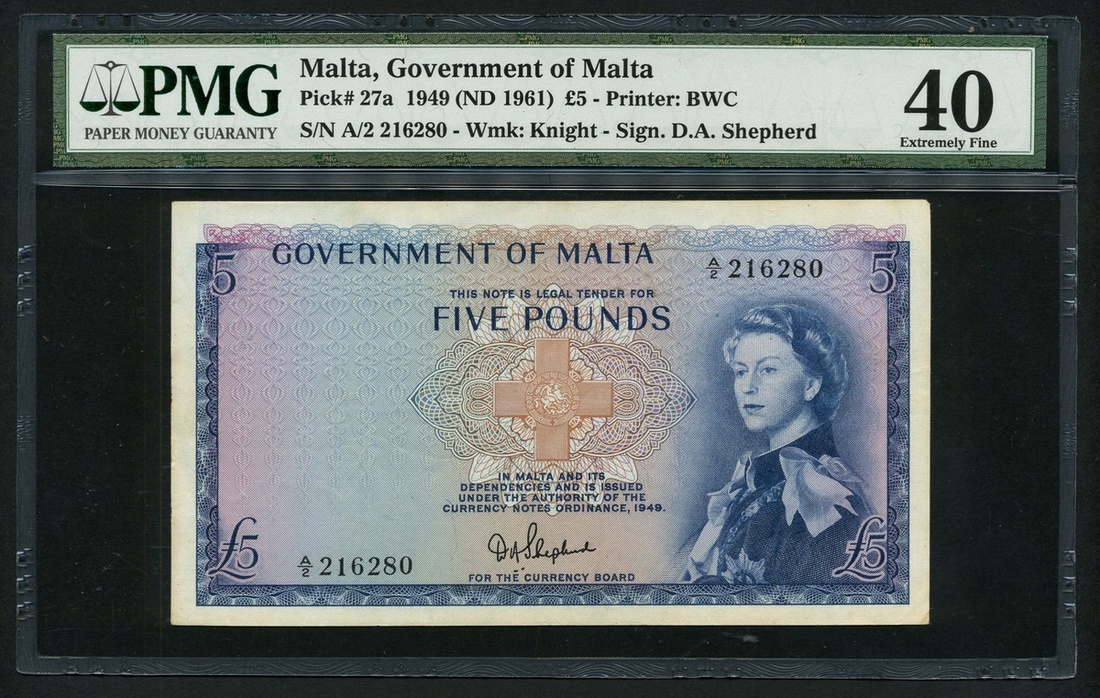 PMG
PAPER MONEY GUARANTY
Malta, Government of Malta
Pick# 27a 1949 (ND 1961) £5 - Printer: BWC
S/N A/2 216280 - Wmk: Knight - Sign. D.A. Shepherd
40
Extremely Fine
5
GOVERNMENT OF MALTA
A/2 216280
5
THIS NOTE IS LEGAL TENDER FOR
FIVE POUNDS
IN MALTA AND ITS
DEPENDENCIES AND IS ISSUED
UNDER THE AUTHORITY OF THE
CURRENCY NOTES ORDINANCE, 1949.
£5
A/2 216280
D A Shepherd
FOR THE CURRENCY BOARD
£5